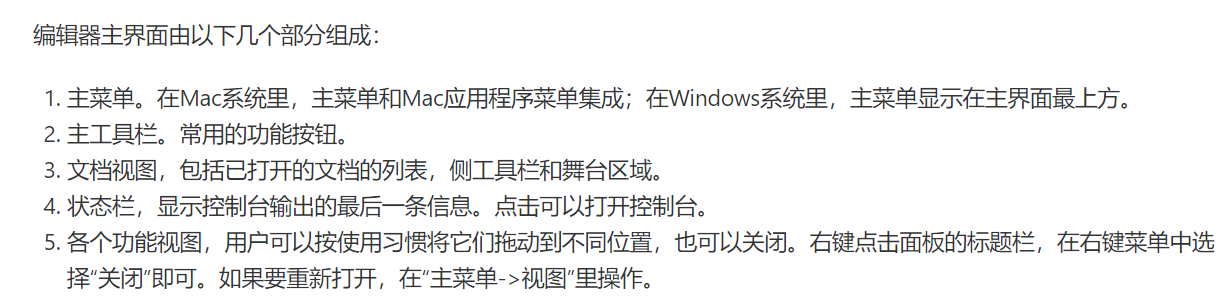 编辑器主界面由以下几个部分组成：
1. 主菜单。在Mac系统里，主菜单和Mac应用程序菜单集成；在Windows系统里，主菜单显示在主界面最上方。
2. 主工具栏。常用的功能按钮。
3. 文档视图，包括已打开的文档的列表，侧工具栏和舞台区域。
4. 状态栏，显示控制台输出的最后一条信息。点击可以打开控制台。
5. 各个功能视图，用户可以按使用习惯将它们拖动到不同位置，也可以关闭。右键点击面板的标题栏，在右键菜单中选
择“关闭”即可。如果要重新打开，在“主菜单->视图”里操作。